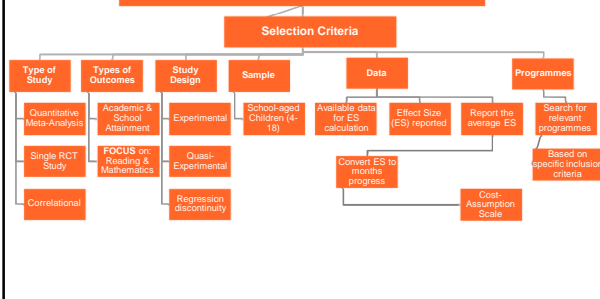 Selection Criteria
Type of
Study
Types of
Outcomes
Study
Design
Sample
Data
Programmes
Quantitative
Meta-Analysis
Academic &
School
Attainment
Experimental
School-aged
Children (4-
18)
Available data
for ES
calculation
Effect Size
(ES) reported
Report the
average ES
Search for
relevant
programmes
Single RCT
Study
FOCUS on:
Reading &
Mathematics
Quasi-
Experimental
Convert ES to
months
progress
Based on
specific inclusion
criteria
Correlational
Regression
discontinuity
Cost-
Assumption
Scale